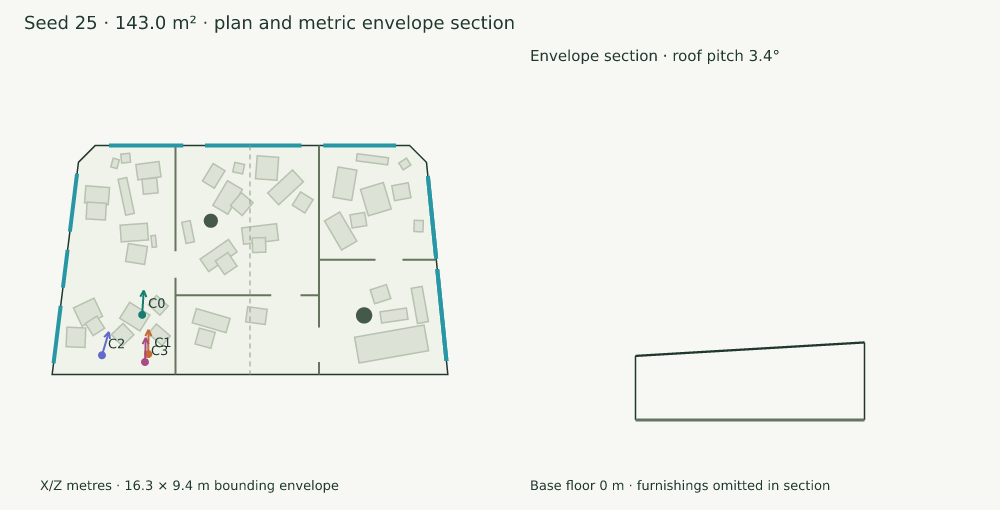 Seed 25 · 143.0 m² · plan and metric envelope section
Envelope section · roof pitch 3.4°
C0
C1
C2
C3
X/Z metres · 16.3 × 9.4 m bounding envelope
Base floor 0 m · furnishings omitted in section